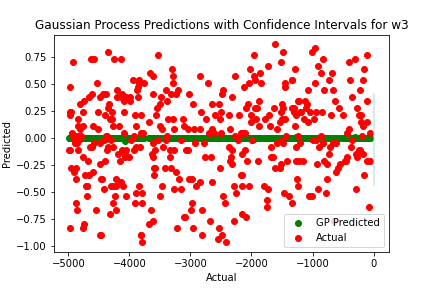 Gaussian Process Predictions with Confidence Intervals for w3
0.75
0.50
0.25
0.00
−0.25
−0.50
−0.75
−1.00
Predicted
GP Predicted
Actual
−5000 −4000 −3000 −2000 −1000 0
Actual